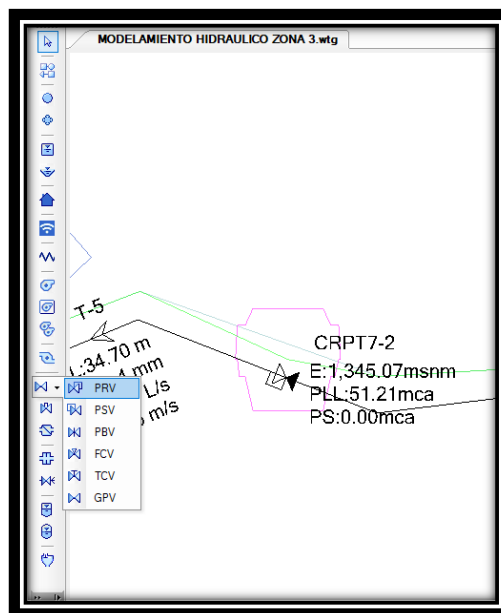 MODELAMIENTO HIDRAULICO ZONA 3.wtg
T-5
L:34.70 m
mm
L/s
m/s
CRPT7-2
E:1,345.07msnm
PLL:51.21mca
PS:0.00mca
PRV
PSV
PBV
FCV
TCV
GPV